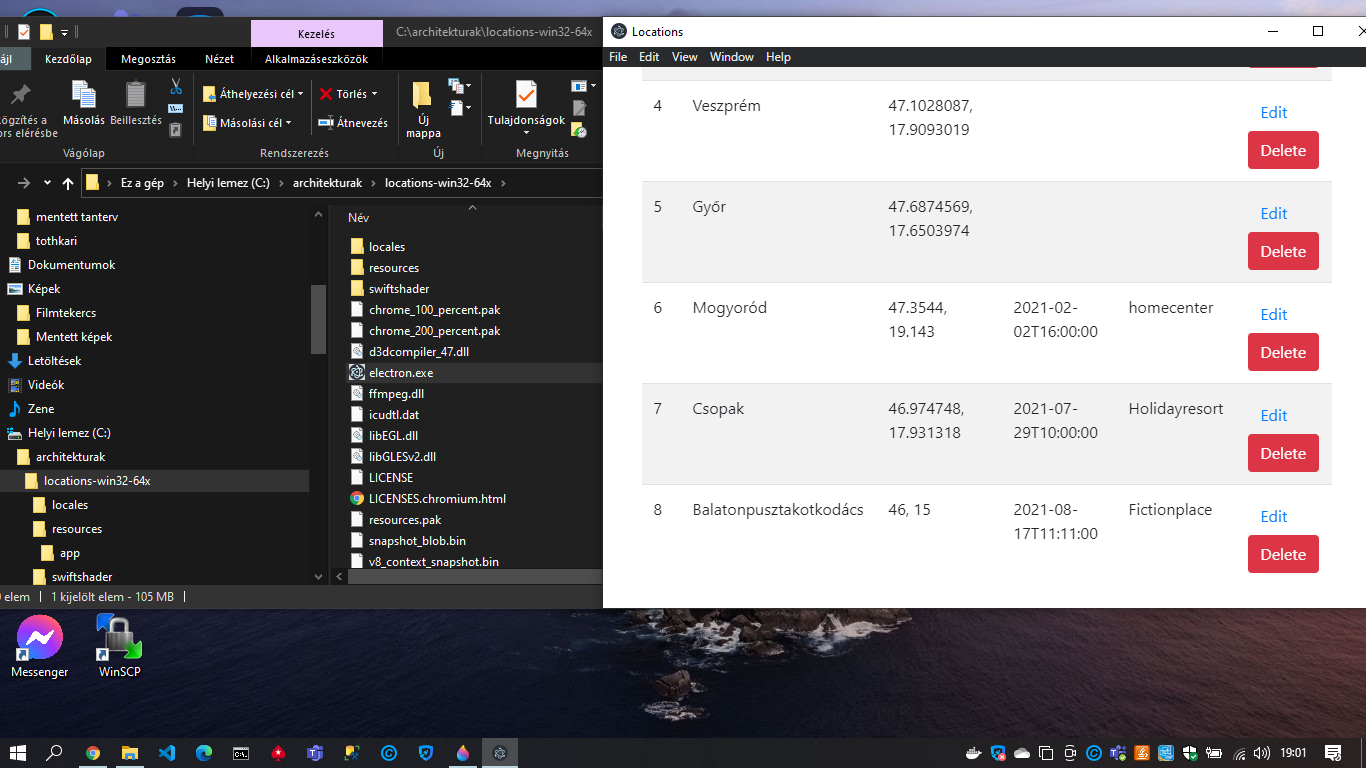 Kezelés
C:\architekturak\locations-win32-64x
ájl
Kezdőlap
Megosztás
Nézet
Alkalmazáseszközök
ögzítés a
ors elérésbe
Másolás
Beillesztés
Áthelyezési cél
Másolási cél
Törlés
Átnevezés
Új
mappa
Tulajdonságok
Vágólap
Rendszerezés
Új
Megnyitás
Ez a gép
Helyi lemez (C:)
architekturak
locations-win32-64x
mentett tanterv
tothkari
Dokumentumok
Képek
Filmtekercs
Mentett képek
Letöltések
Videók
Zene
Helyi lemez (C:)
architekturak
locations-win32-64x
locales
resources
app
swiftshader
Név
locales
resources
swiftshader
chrome_100_percent.pak
chrome_200_percent.pak
d3dcompiler_47.dll
electron.exe
ffmpeg.dll
icudtl.dat
libEGL.dll
libGLESv2.dll
LICENSE
LICENSES.chromium.html
resources.pak
snapshot_blob.bin
v8_context_snapshot.bin
elem
1 kijelölt elem - 105 MB
Locations
File Edit View Window Help
4 Veszprém 47.1028087, Edit
17.9093019
Delete
5 Győr 47.6874569, Edit
17.6503974
Delete
6 Mogyoród 47.3544, 2021-02- homecenter Edit
19.143 02T16:00:00
Delete
7 Csopak 46.974748, 2021-07- Holidayresort Edit
17.931318 29T10:00:00
Delete
8 Balatonpusztakotkodács 46, 15 2021-08- Fictionplace Edit
17T11:11:00
Delete
Messenger
WinSCP
19:01